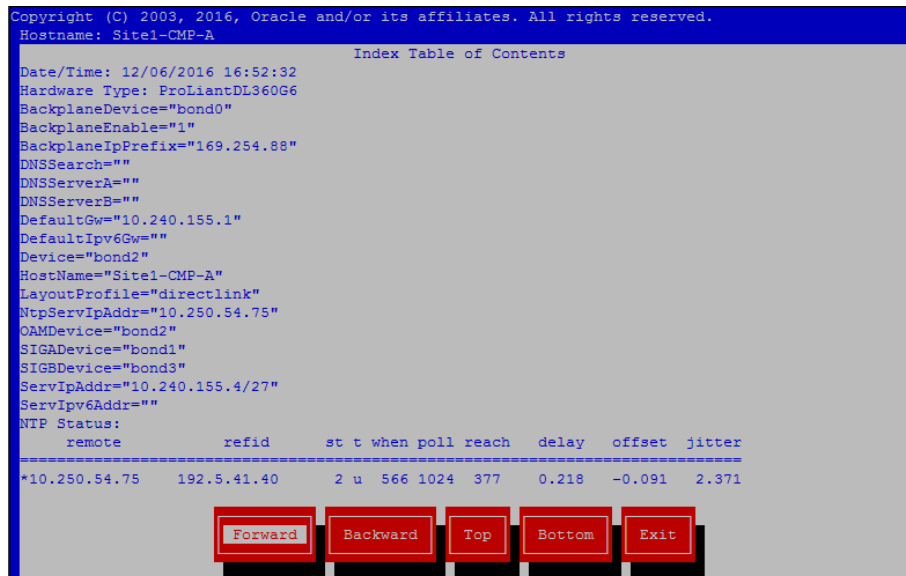 Copyright (C) 2003, 2016, Oracle and/or its affiliates. All rights reserved.
Hostname: Site1-CMP-A
Index Table of Contents
Date/Time: 12/06/2016 16:52:32
Hardware Type: ProLiantDL360G6
BackplaneDevice="bond0"
BackplaneEnable="1"
BackplaneIpPrefix="169.254.88"
DNSSearch=""
DNSServerA=""
DNSServerB=""
DefaultGw="10.240.155.1"
DefaultIpv6Gw=""
Device="bond2"
HostName="Site1-CMP-A"
LayoutProfile="directlink"
NtpServIpAddr="10.250.54.75"
OAMDevice="bond2"
SIGADevice="bond1"
SIGBDevice="bond3"
ServIpAddr="10.240.155.4/27"
ServIpv6Addr=""
NTP Status:
remote refid st t when poll reach delay offset jitter
==============================================================================
*10.250.54.75 192.5.41.40 2 u 566 1024 377 0.218 -0.091 2.371
Forward Backward Top Bottom Exit